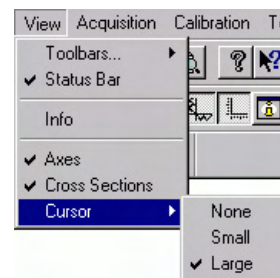 View Acquisition Calibration
Toolbars...
Status Bar
Info
Axes
Cross Sections
Cursor
None
Small
Large